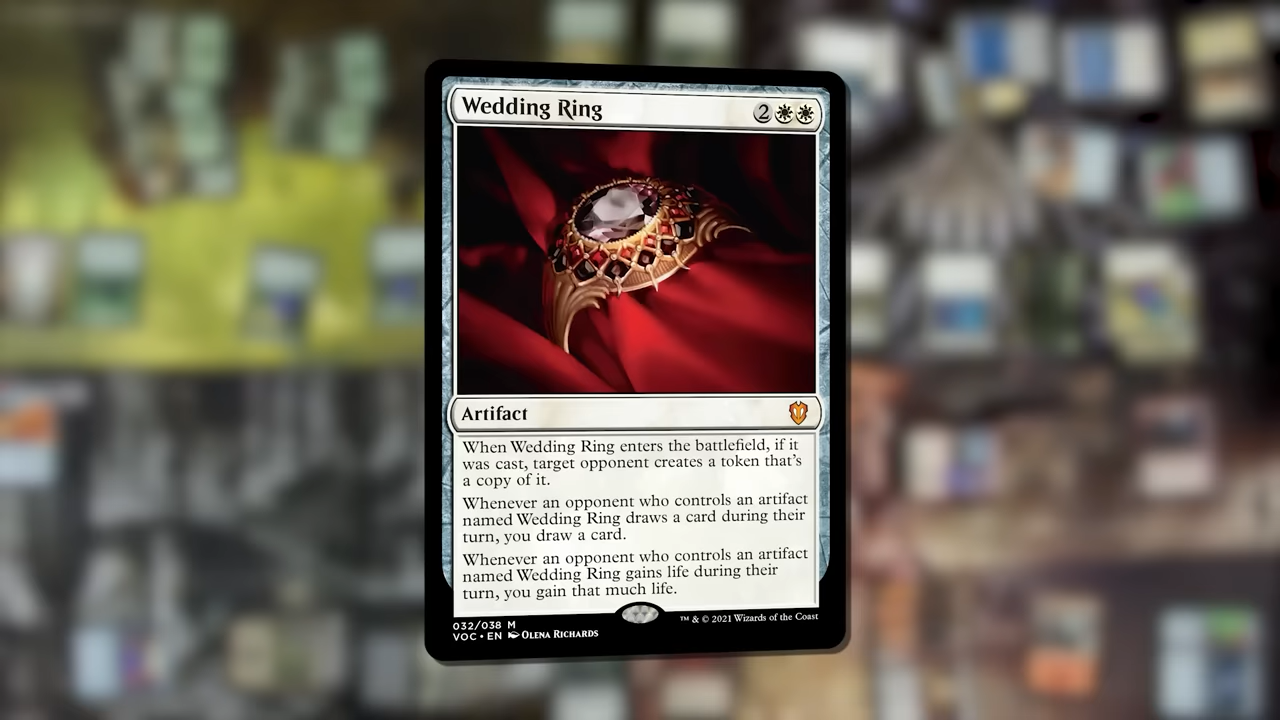 Wedding Ring 2
Artifact
When Wedding Ring enters the battlefield, if it
was cast, target opponent creates a token that's
a copy of it.
Whenever an opponent who controls an artifact
named Wedding Ring draws a card during their
turn, you draw a card.
Whenever an opponent who controls an artifact
named Wedding Ring gains life during their
turn, you gain that much life.
032/038 M
VOC • EN OLENA RICHARDS
™ & © 2021 Wizards of the Coast